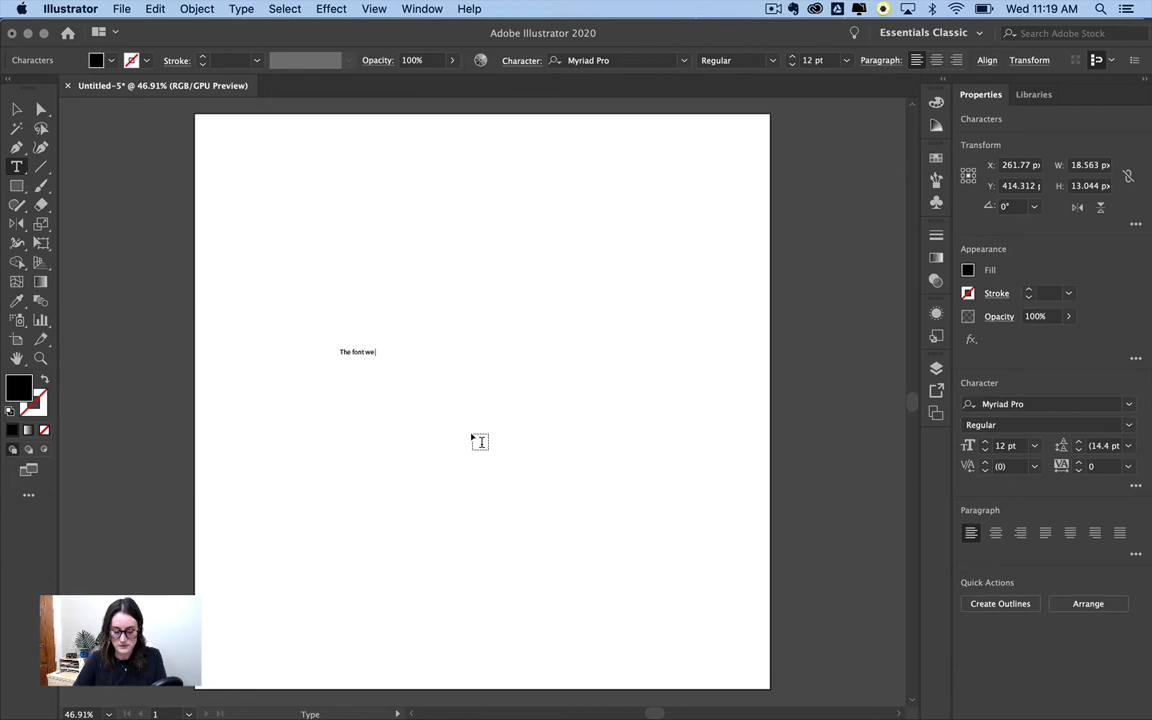 Illustrator File Edit Object Type Select Effect View Window Help Wed 11:19 AM
Adobe Illustrator 2020
Essentials Classic
Search Adobe Stock
Characters Stroke: Opacity: 100% Character: Myriad Pro Regular 12 pt Paragraph: Align Transform
Untitled-5* @ 46.91% (RGB/GPU Preview)
Properties Libraries
Characters
Transform
X: 261.77 px W: 18.563 px
Y: 414.312 H: 13.044 px
0°
Appearance
Fill
Stroke
Opacity 100%
fx.
The font we
Character
Myriad Pro
Regular
12 pt (14.4 pt
(0) 0
Paragraph
Quick Actions
Create Outlines Arrange
46.91% 1 Type